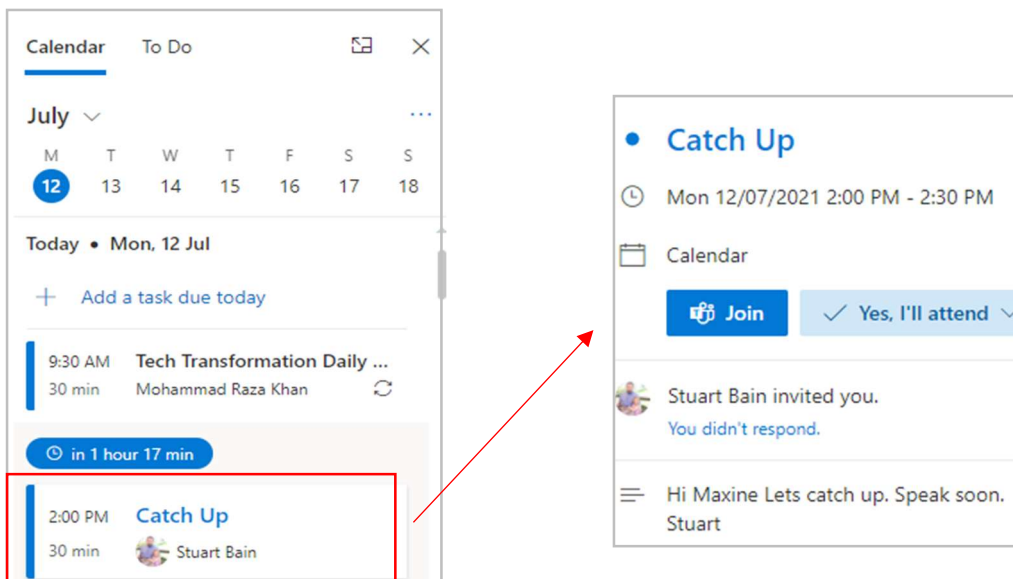 Calendar To Do
July
M T W T F S S
12 13 14 15 16 17 18
Today • Mon, 12 Jul
Add a task due today
9:30 AM Tech Transformation Daily ...
30 min Mohammad Raza Khan
in 1 hour 17 min
2:00 PM Catch Up
30 min Stuart Bain
Catch Up
Mon 12/07/2021 2:00 PM - 2:30 PM
Calendar
Join Yes, I'll attend
Stuart Bain invited you.
You didn't respond.
Hi Maxine Lets catch up. Speak soon.
Stuart